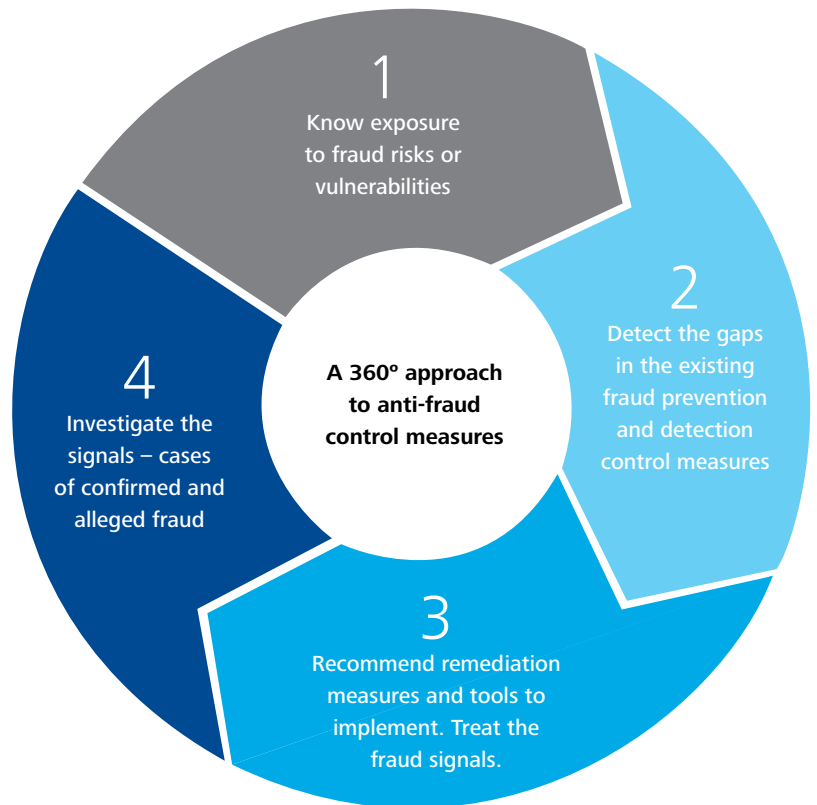 1
Know exposure
to fraud risks or
vulnerabilities
2
Detect the gaps
in the existing
fraud prevention
and detection
control measures
3
Recommend remediation
measures and tools to
implement. Treat the
fraud signals.
4
Investigate the
signals – cases
of confirmed and
alleged fraud
A 360º approach
to anti-fraud
control measures